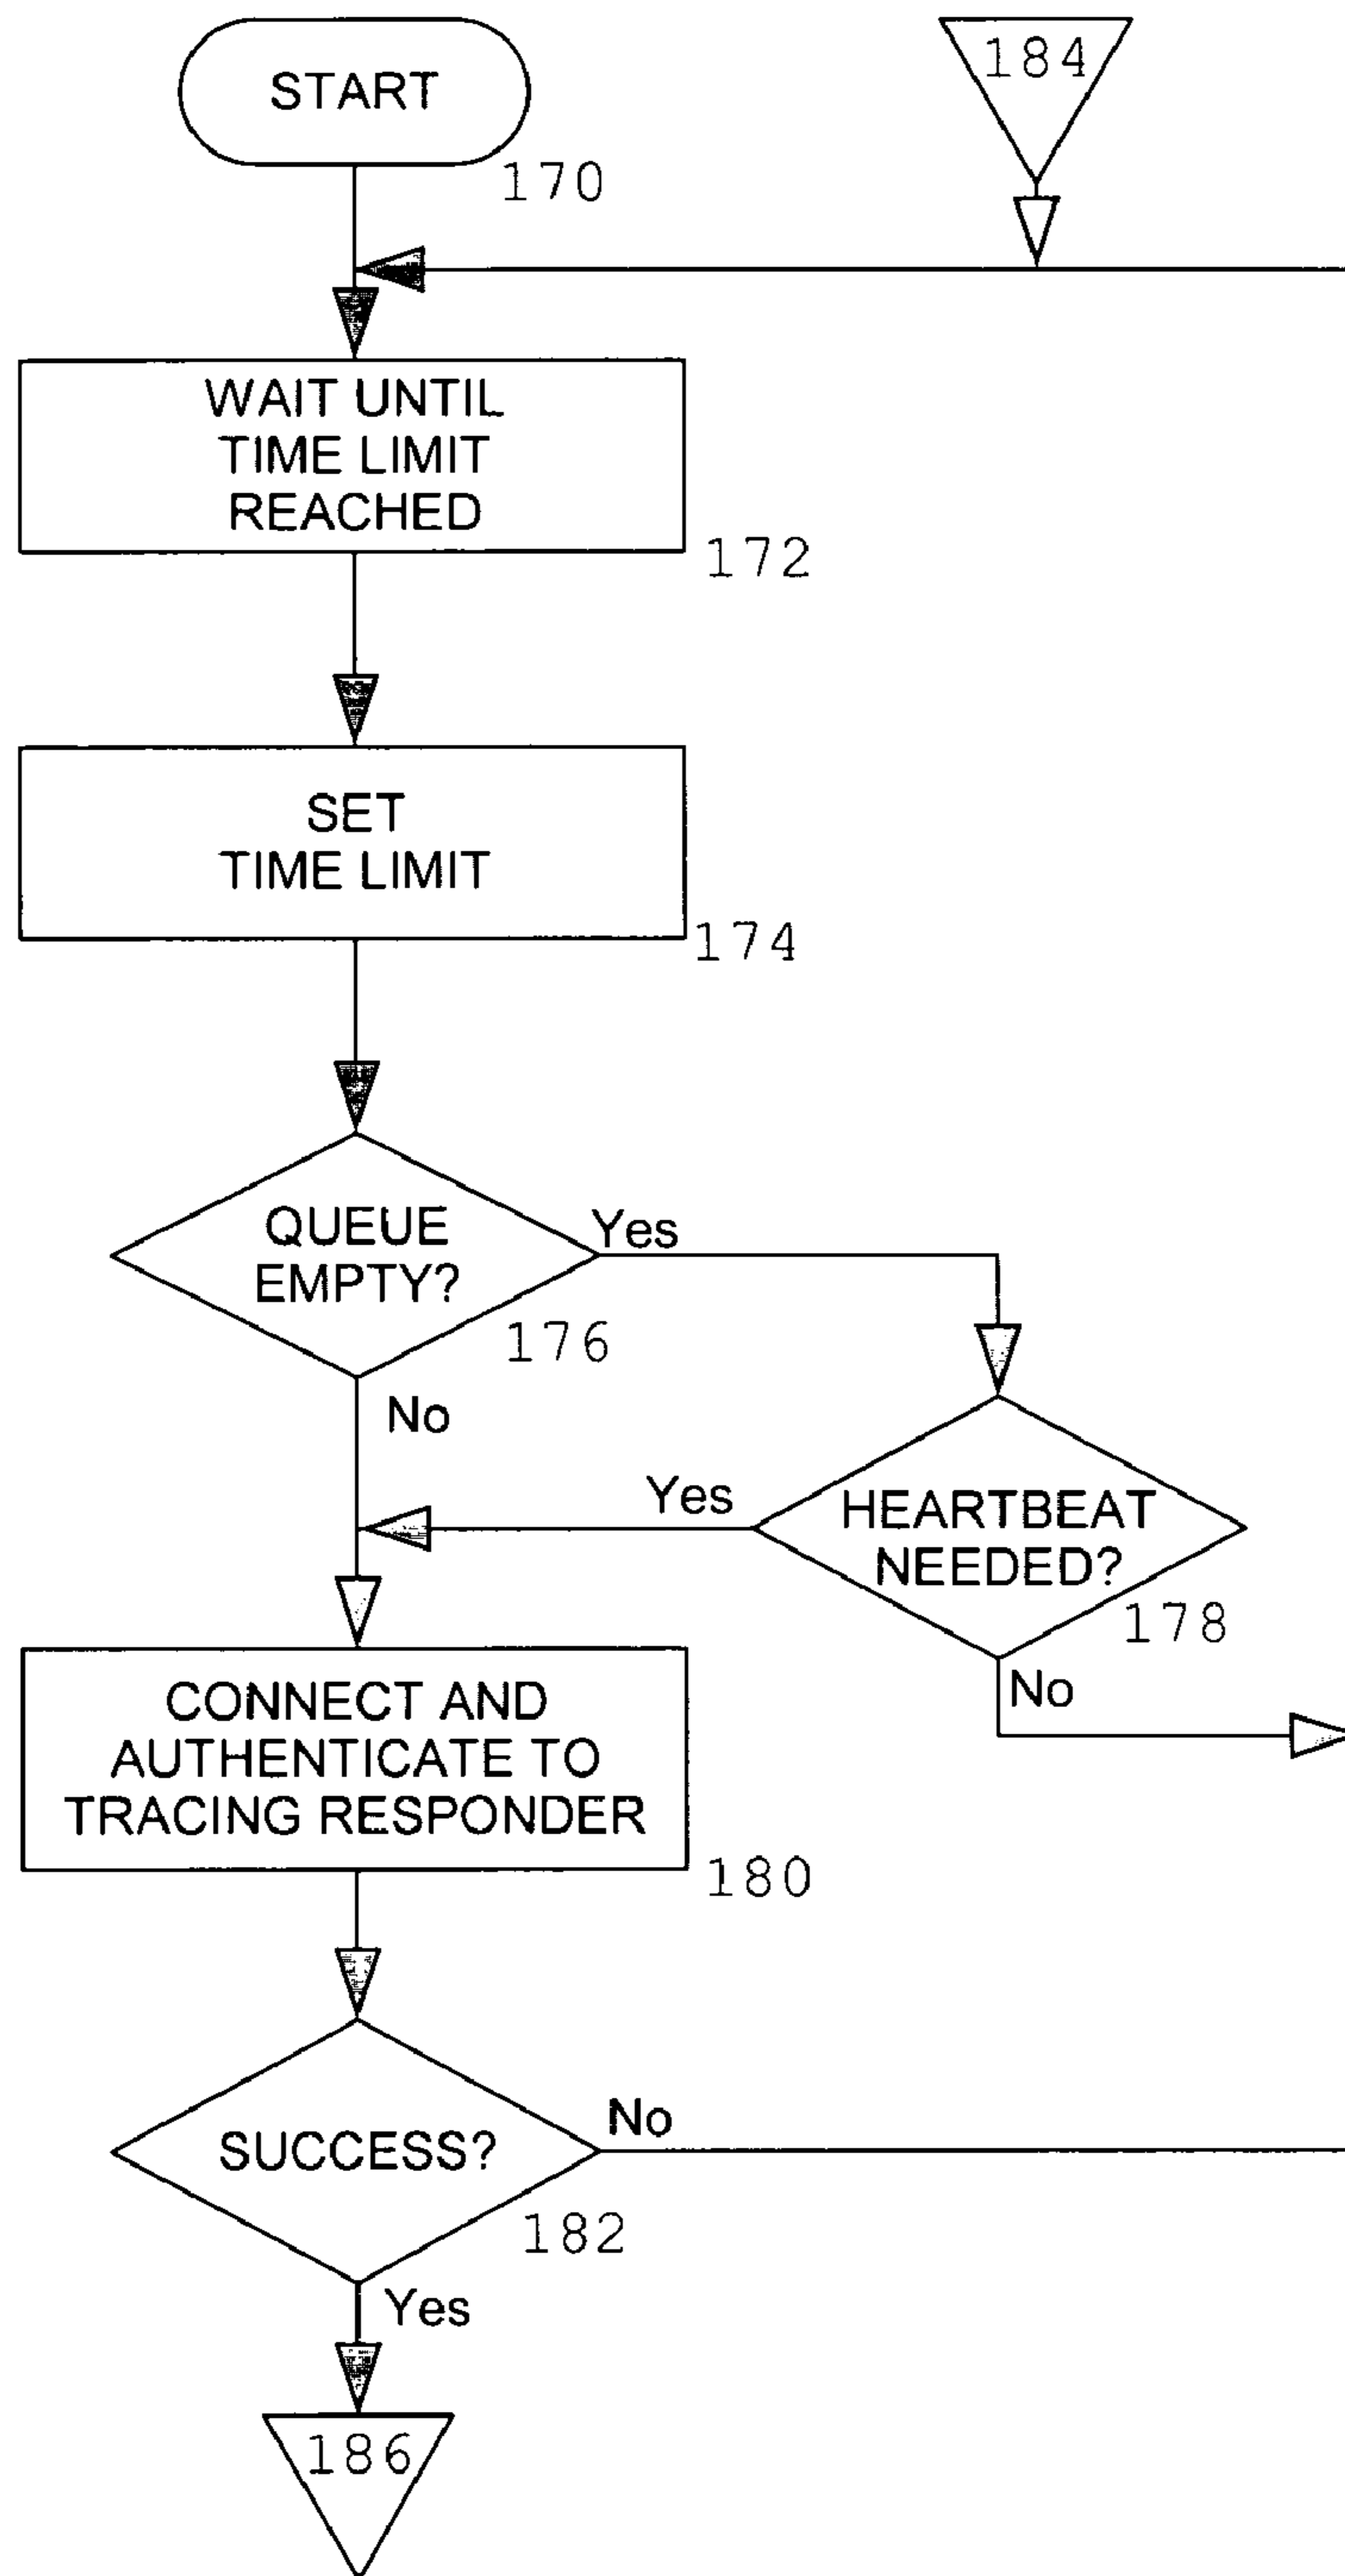 START
170
184
WAIT UNTIL
TIME LIMIT
REACHED
172
SET
TIME LIMIT
174
QUEUE
EMPTY?
Yes
176
No
Yes
HEARTBEAT
NEEDED?
178
No
CONNECT AND
AUTHENTICATE TO
TRACING RESPONDER
180
SUCCESS?
No
182
Yes
186